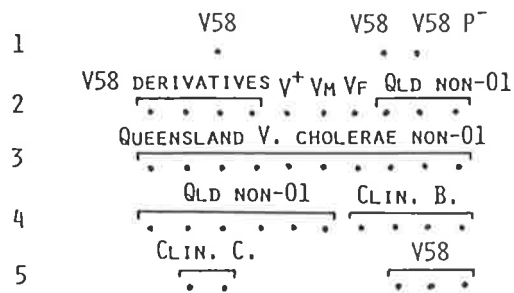 V58 V58 V58 P⁻
1
V58 DERIVATIVES V⁺ VM VF QLD NON-01
2
QUEENSLAND V. CHOLERAE NON-01
3
QLD NON-01 CLIN. B.
4
CLIN. C. V58
5